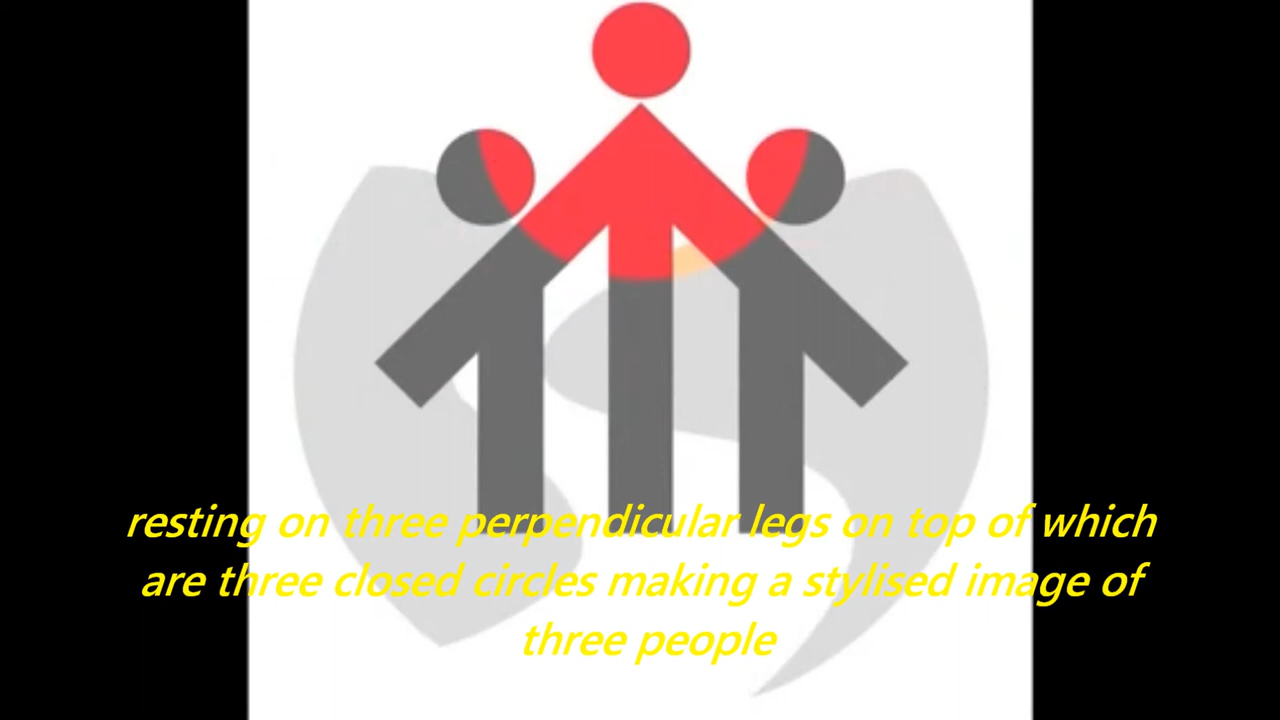 resting on three perpendicular legs on top of which
are three closed circles making a stylised image of
three people